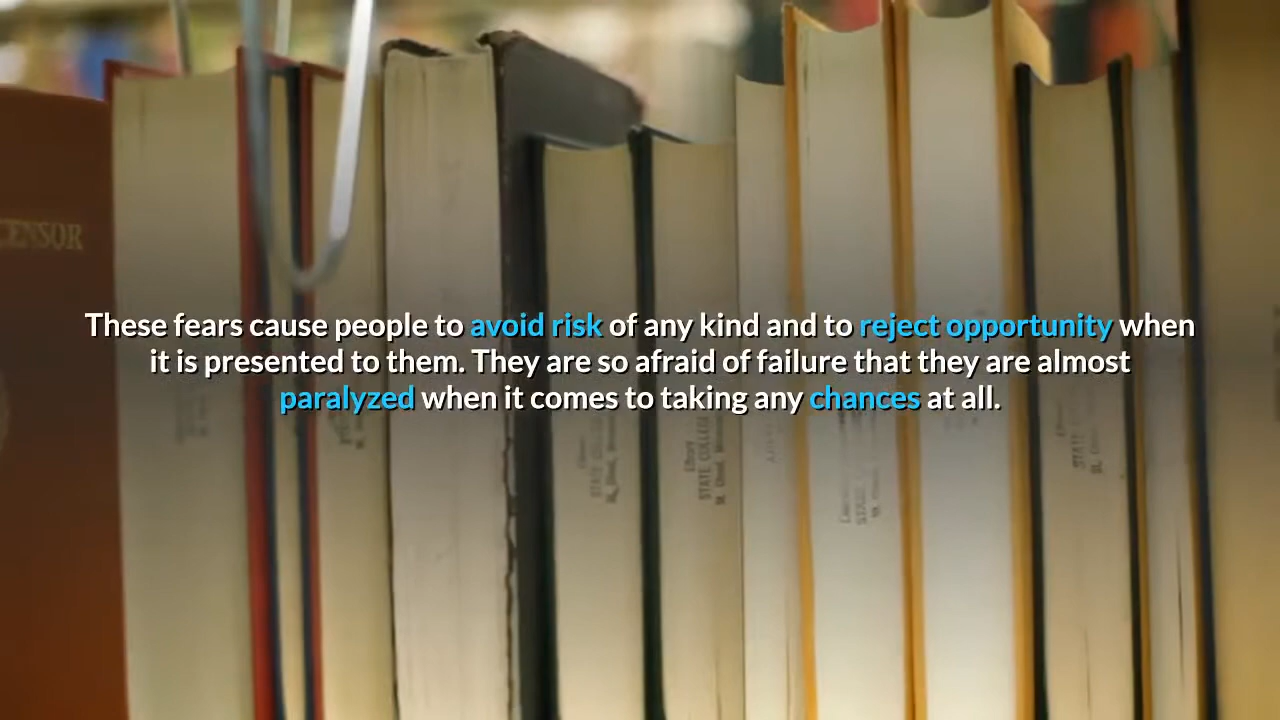 CENSOR
These fears cause people to avoid risk of any kind and to reject opportunity when
it is presented to them. They are so afraid of failure that they are almost
paralyzed when it comes to taking any chances at all.
STATE COLLEGE